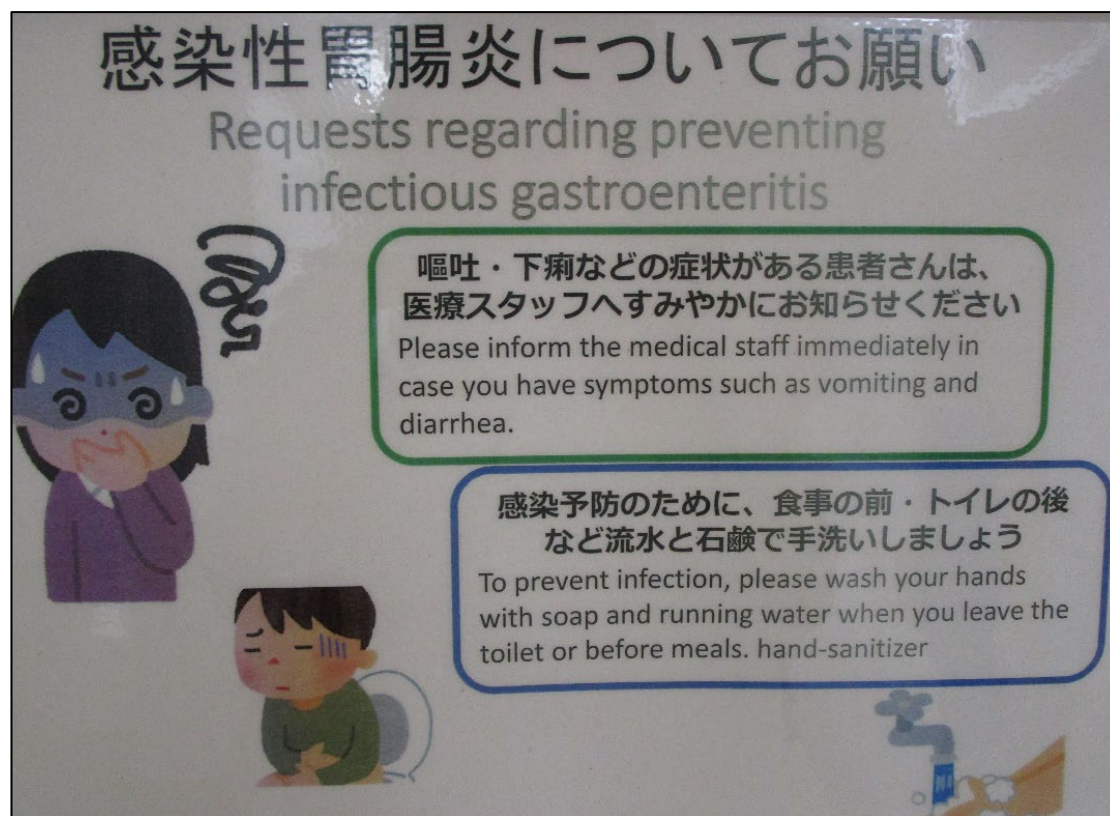 感染性胃腸炎についてお願い
Requests regarding preventing
infectious gastroenteritis
嘔吐・下痢などの症状がある患者さんは、
医療スタッフへすみやかにお知らせください
Please inform the medical staff immediately in
case you have symptoms such as vomiting and
diarrhea.
感染予防のために、食事の前・トイレの後
など流水と石鹸で手洗いしましょう
To prevent infection, please wash your hands
with soap and running water when you leave the
toilet or before meals. hand-sanitizer